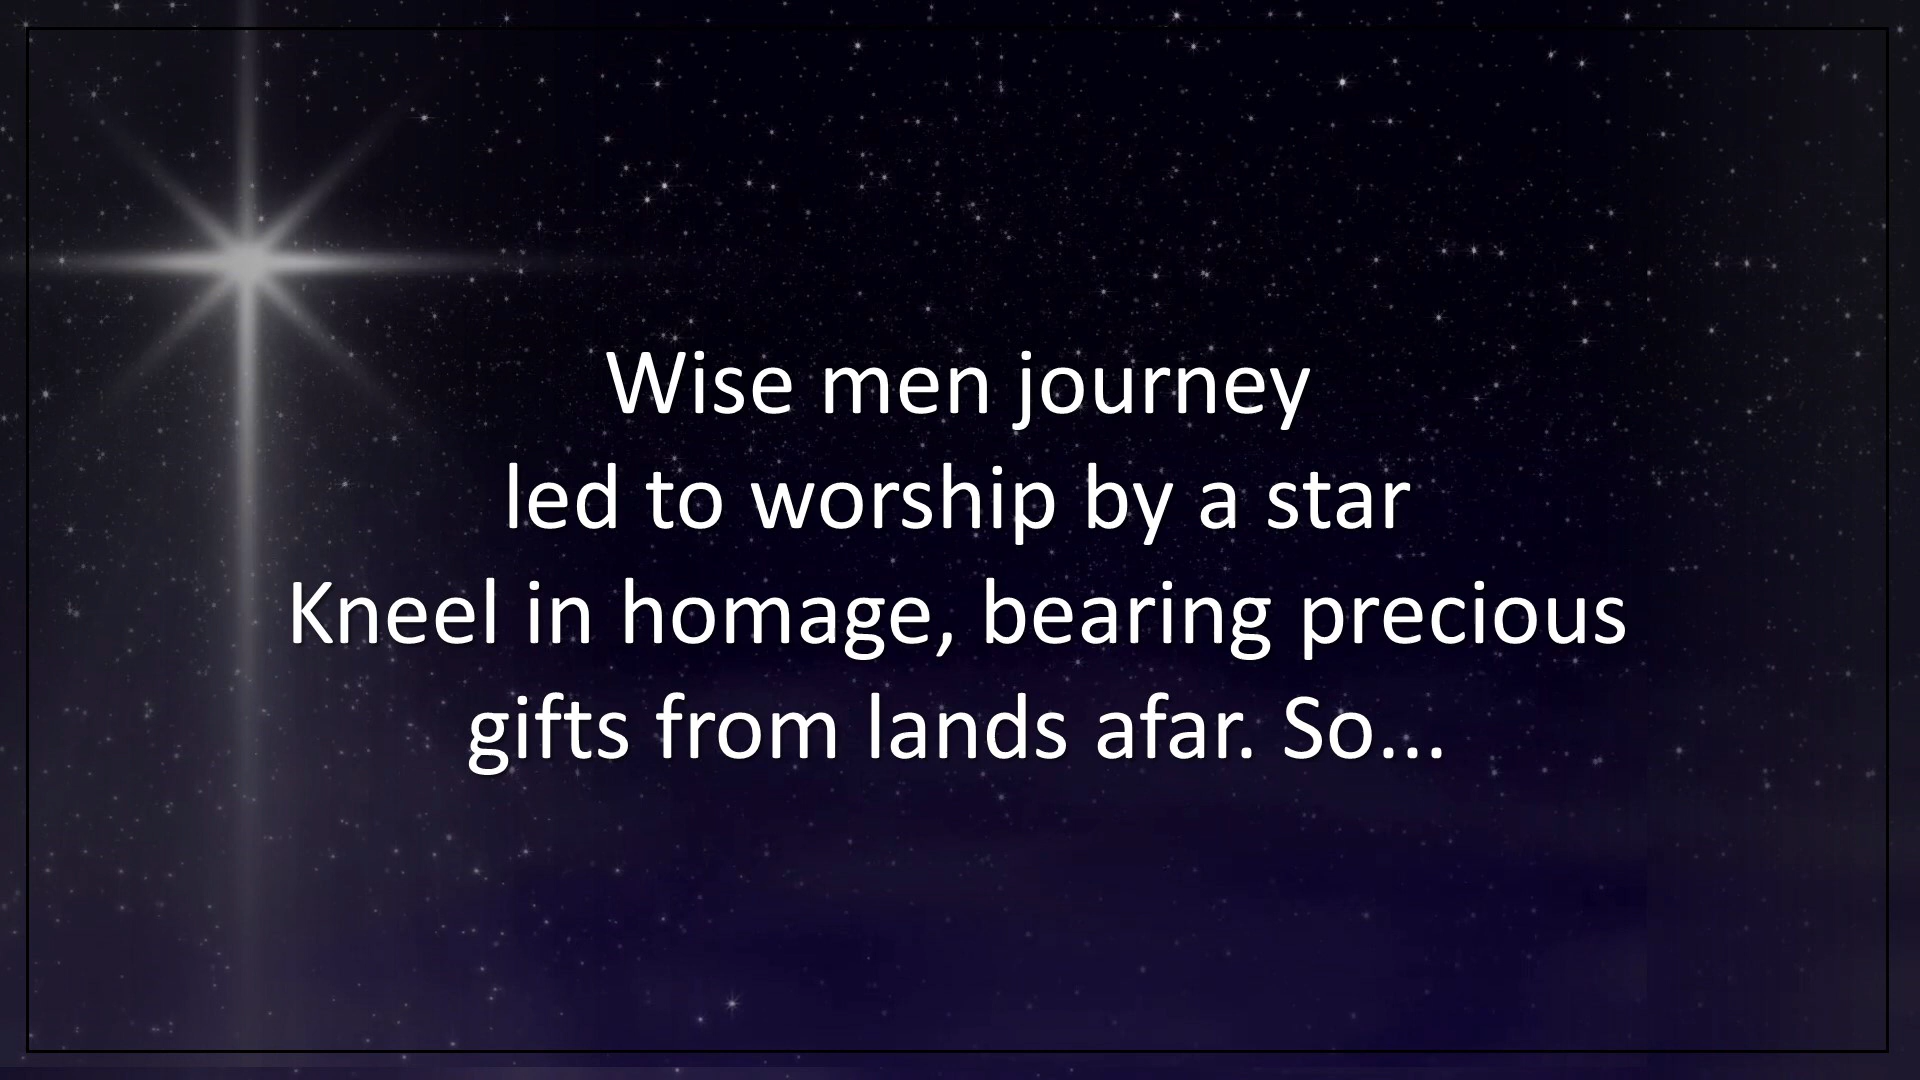 Wise men journey
led to worship by a star
Kneel in homage, bearing precious
gifts from lands afar. So...